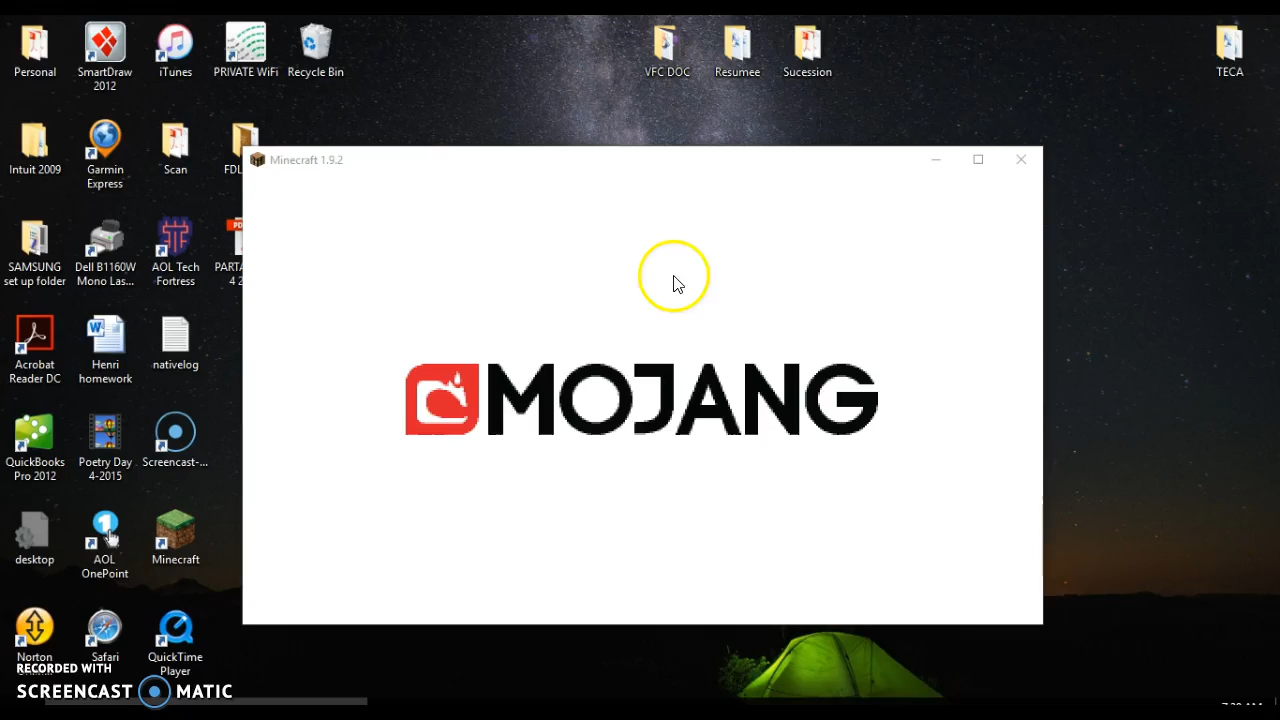 Personal
SmartDraw
2012
iTunes
PRIVATE WiFi
Recycle Bin
VFC DOC
Resumee
Sucession
TECA
Intuit 2009
Garmin
Express
Scan
Minecraft 1.9.2
SAMSUNG
set up folder
Dell B1160W
Mono Las...
AOL Tech
Fortress
MOJANG
Acrobat
Reader DC
Henri
homework
nativelog
QuickBooks
Pro 2012
Poetry Day
4-2015
Screencast-...
desktop
AOL
OnePoint
Minecraft
Norton
Safari
QuickTime
Player
RECORDED WITH
SCREENCAST MATIC